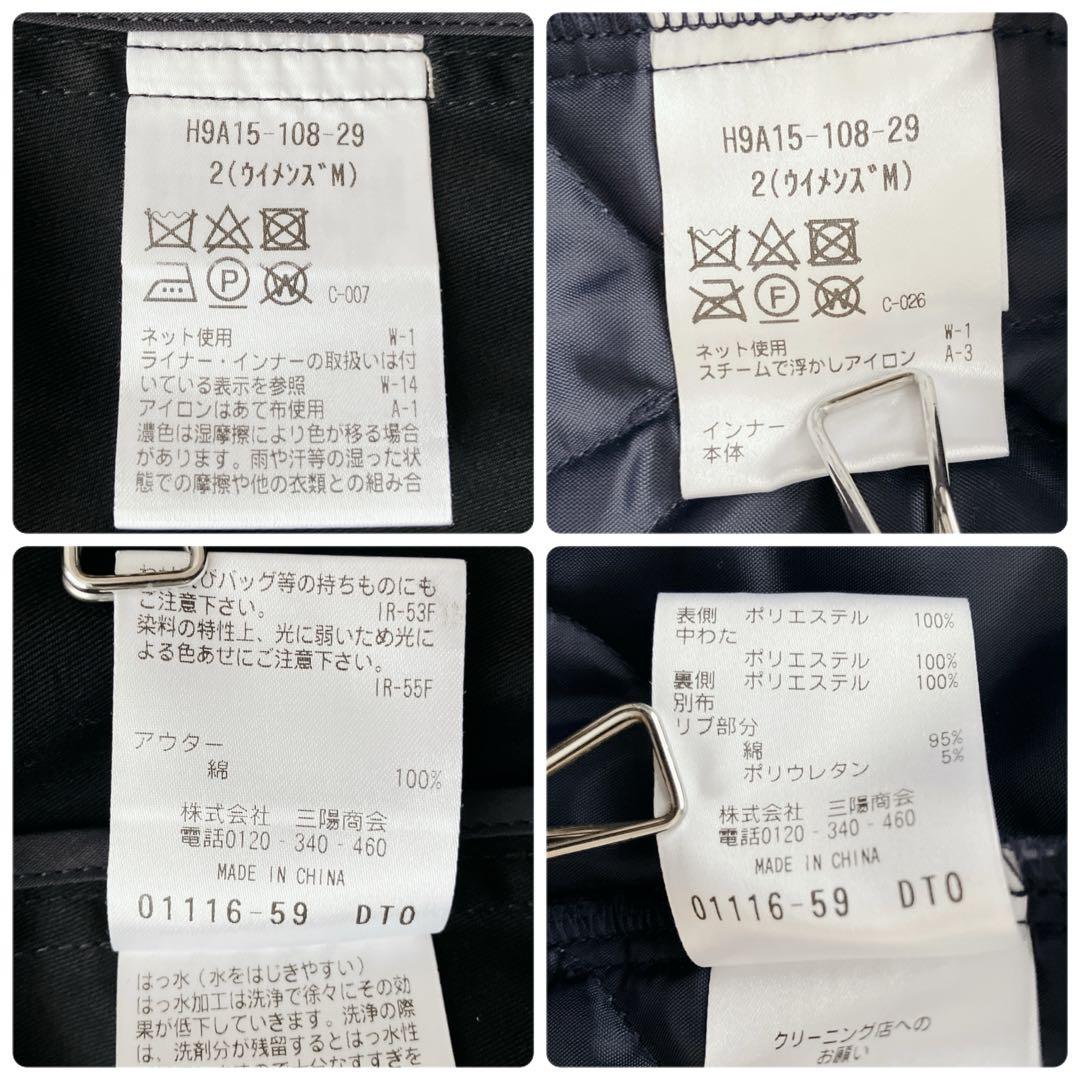 H9A15-108-29
2(ｳｲﾒﾝｽﾞM)
P W C-007
ネット使用 W-1
ライナー・インナーの取扱いは付
いている表示を参照 W-14
アイロンはあて布使用 A-1
濃色は湿摩擦により色が移る場合
があります。雨や汗等の湿った状
態での摩擦や他の衣類との組み合
H9A15-108-29
2(ｳｲﾒﾝｽﾞM)
F W C-026
ネット使用 W-1
スチームで浮かしアイロン A-3
インナー
本体
びバッグ等の持ちものにも
ご注意下さい。 IR-53F
染料の特性上、光に弱いため光に
よる色あせにご注意下さい。
IR-55F
アウター
綿 100%
株式会社 三陽商会
電話0120-340-460
MADE IN CHINA
01116-59 DTO
はっ水(水をはじきやすい)
はっ水加工は洗浄で徐々にその効
果が低下していきます。洗浄の際
は、洗剤分が残留するとはっ水性
表側 ポリエステル 100%
中わた
ポリエステル 100%
裏側 ポリエステル 100%
別布
リブ部分
綿 95%
ポリウレタン 5%
株式会社 三陽商会
電話0120-340-460
MADE IN CHINA
01116-59 DTO
クリーニング店への
お願い